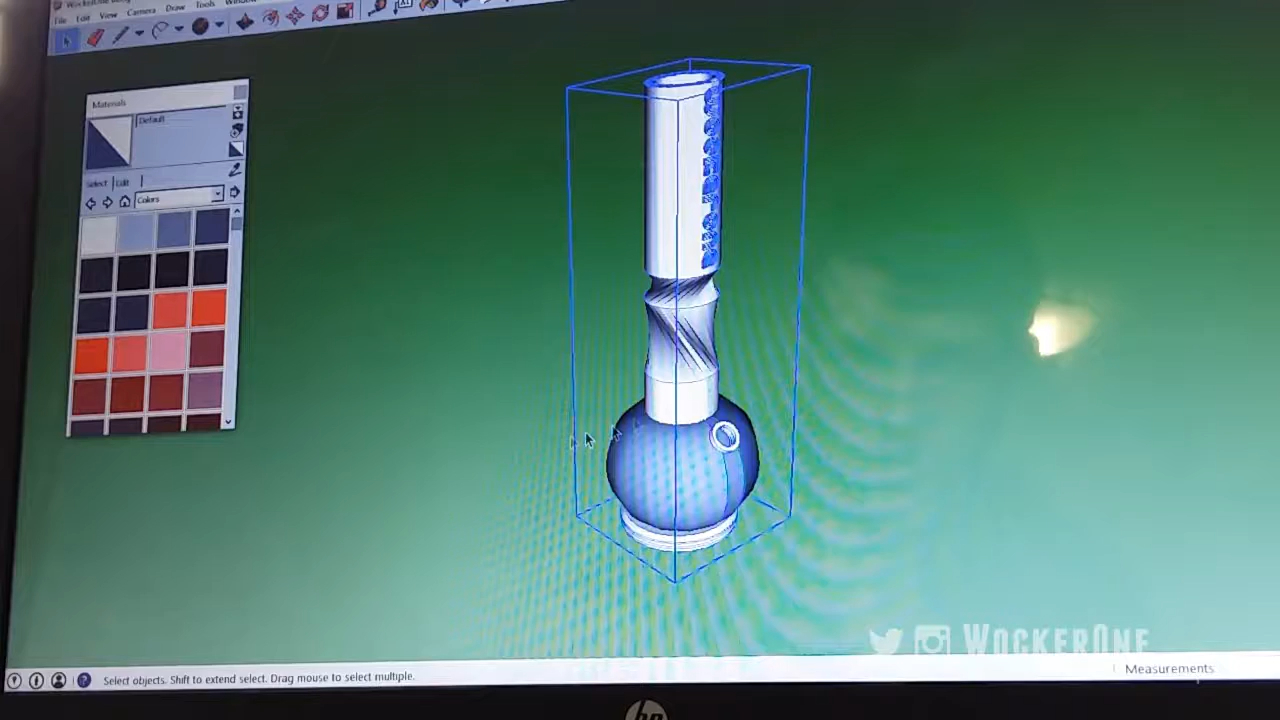 File Edit View Camera Draw Tools
Materials
Default
Select Edit
Colors
WOCKERONE
Select objects. Shift to extend select. Drag mouse to select multiple.
Measurements
hp